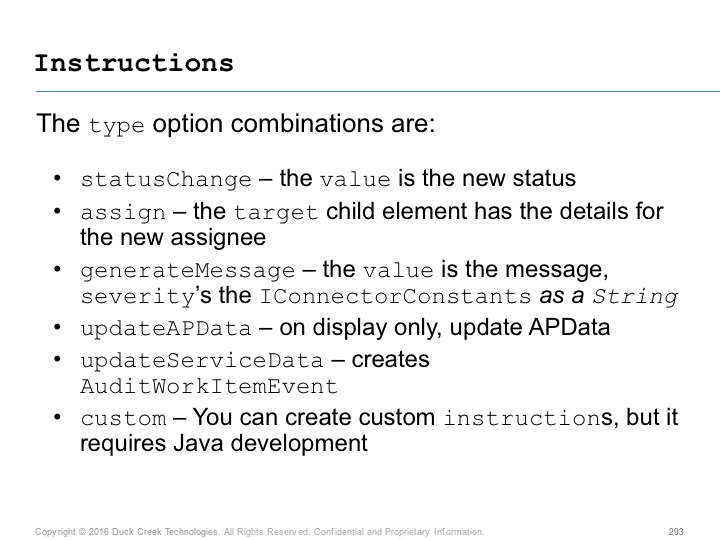 Instructions
The type option combinations are:
• statusChange – the value is the new status
• assign – the target child element has the details for
the new assignee
• generateMessage – the value is the message,
severity’s the IConnectorConstants as a String
• updateAPData – on display only, update APData
• updateServiceData – creates
AuditWorkItemEvent
• custom – You can create custom instructions, but it
requires Java development
Copyright © 2016 Duck Creek Technologies. All Rights Reserved. Confidential and Proprietary Information. 293